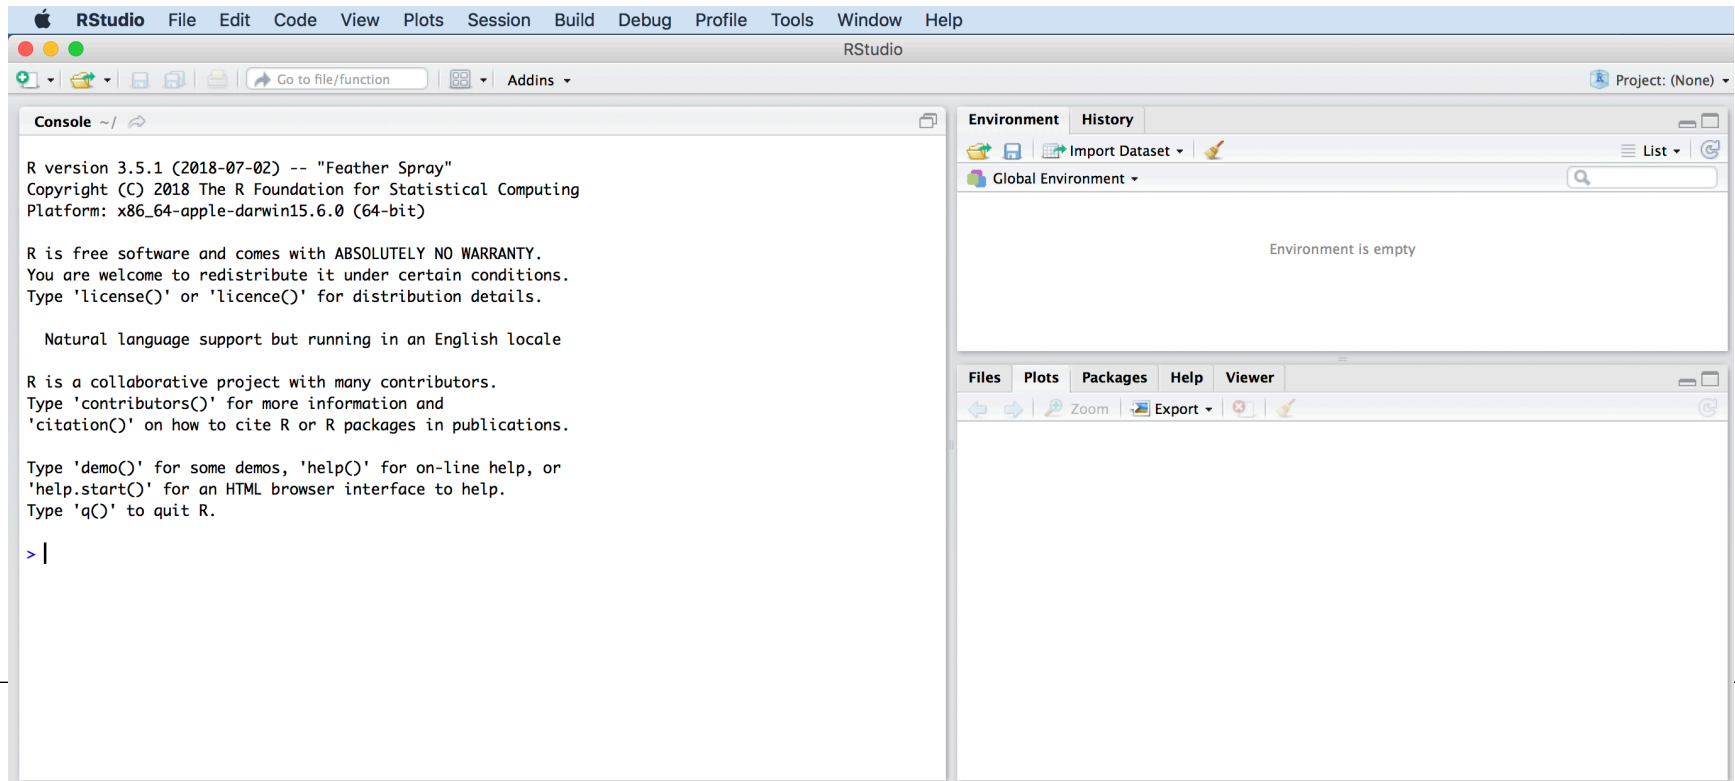 RStudio File Edit Code View Plots Session Build Debug Profile Tools Window Help
RStudio
Go to file/function Addins Project: (None)
Console ~/
R version 3.5.1 (2018-07-02) -- "Feather Spray"
Copyright (C) 2018 The R Foundation for Statistical Computing
Platform: x86_64-apple-darwin15.6.0 (64-bit)
R is free software and comes with ABSOLUTELY NO WARRANTY.
You are welcome to redistribute it under certain conditions.
Type 'license()' or 'licence()' for distribution details.
Natural language support but running in an English locale
R is a collaborative project with many contributors.
Type 'contributors()' for more information and
'citation()' on how to cite R or R packages in publications.
Type 'demo()' for some demos, 'help()' for on-line help, or
'help.start()' for an HTML browser interface to help.
Type 'q()' to quit R.
>
Environment History
Import Dataset List
Global Environment
Environment is empty
Files Plots Packages Help Viewer
Zoom Export